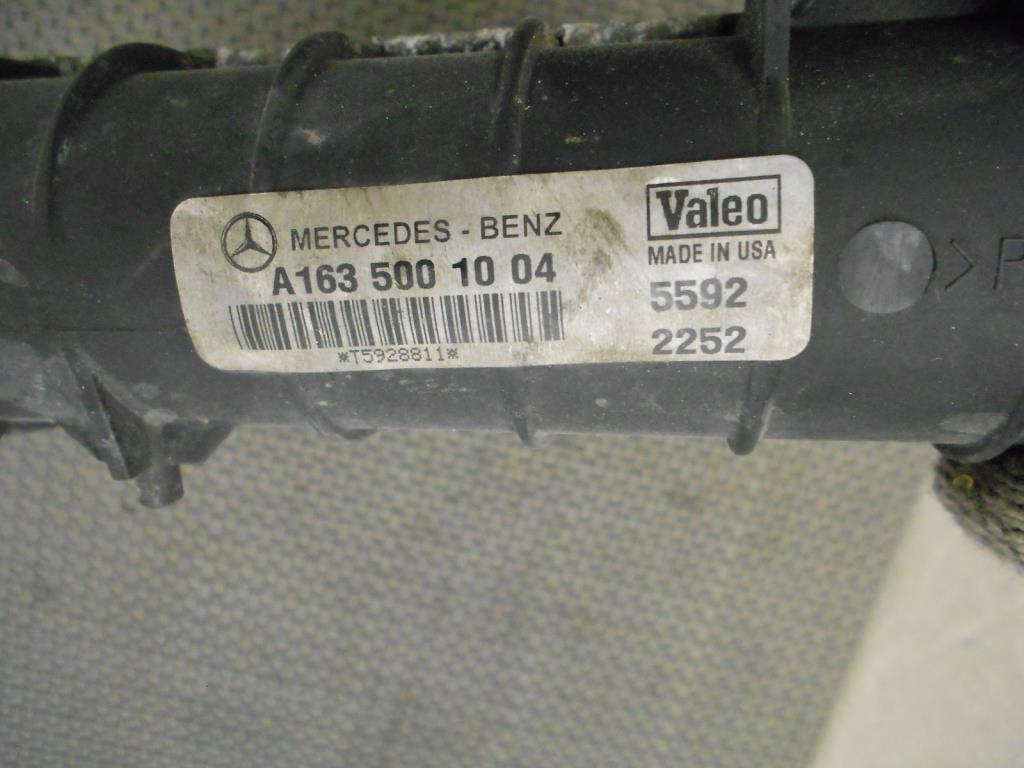 MERCEDES - BENZ
A163 500 10 04
*T5928811*
Valeo
MADE IN USA
5592
2252
>P